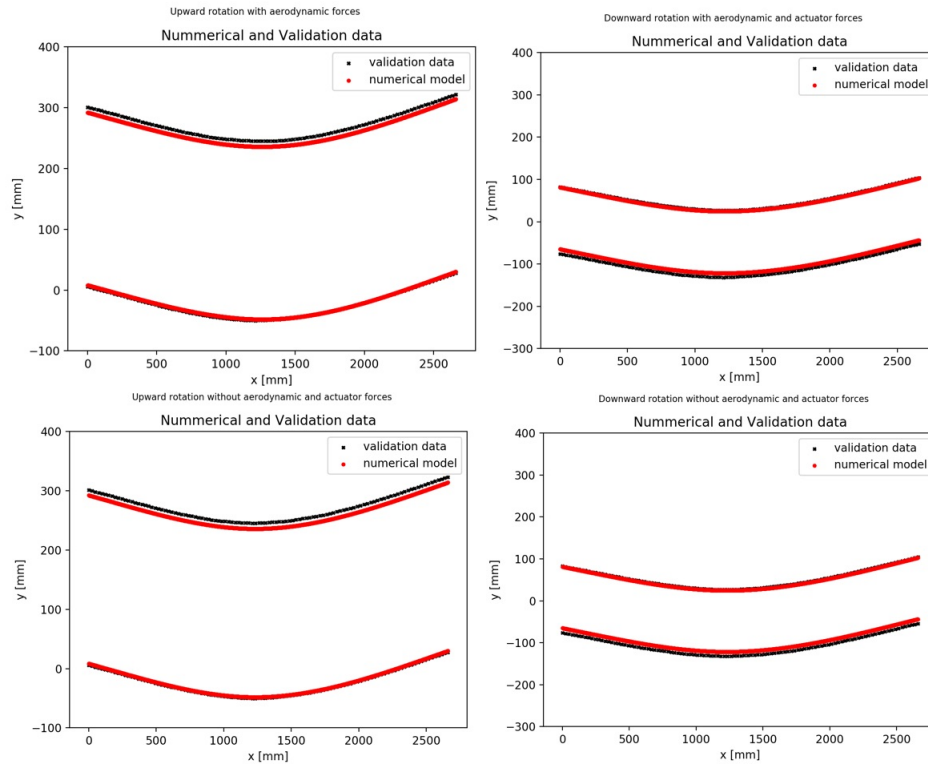 Upward rotation with aerodynamic forces
Nummerical and Validation data
validation data
numerical model
400
300
200
100
0
−100
y [mm]
0 500 1000 1500 2000 2500
x [mm]
Downward rotation with aerodynamic and actuator forces
Nummerical and Validation data
validation data
numerical model
400
300
200
100
0
−100
−200
−300
y [mm]
0 500 1000 1500 2000 2500
x [mm]
Upward rotation without aerodynamic and actuator forces
Nummerical and Validation data
validation data
numerical model
400
300
200
100
0
−100
y [mm]
0 500 1000 1500 2000 2500
x [mm]
Downward rotation without aerodynamic and actuator forces
Nummerical and Validation data
validation data
numerical model
400
300
200
100
0
−100
−200
−300
y [mm]
0 500 1000 1500 2000 2500
x [mm]